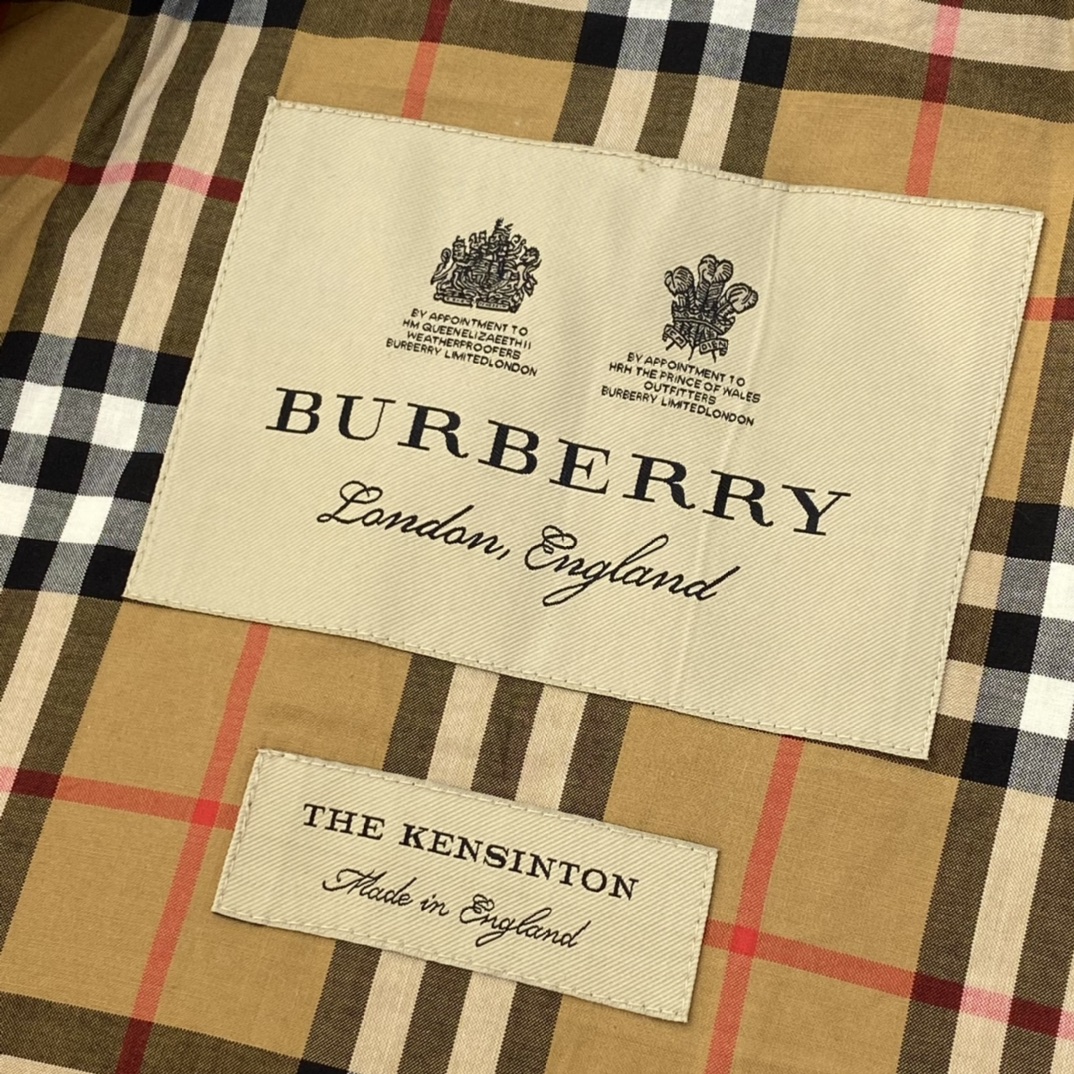 BY APPOINTMENT TO
HM QUEENELIZAEETH II
WEATHERPROOFERS
BURBERRY LIMITEDLONDON
BY APPOINTMENT TO
HRH THE PRINCE OF WALES
OUTFITTERS
BURBERRY LIMITEDLONDON
BURBERRY
London, England
THE KENSINTON
Made in England